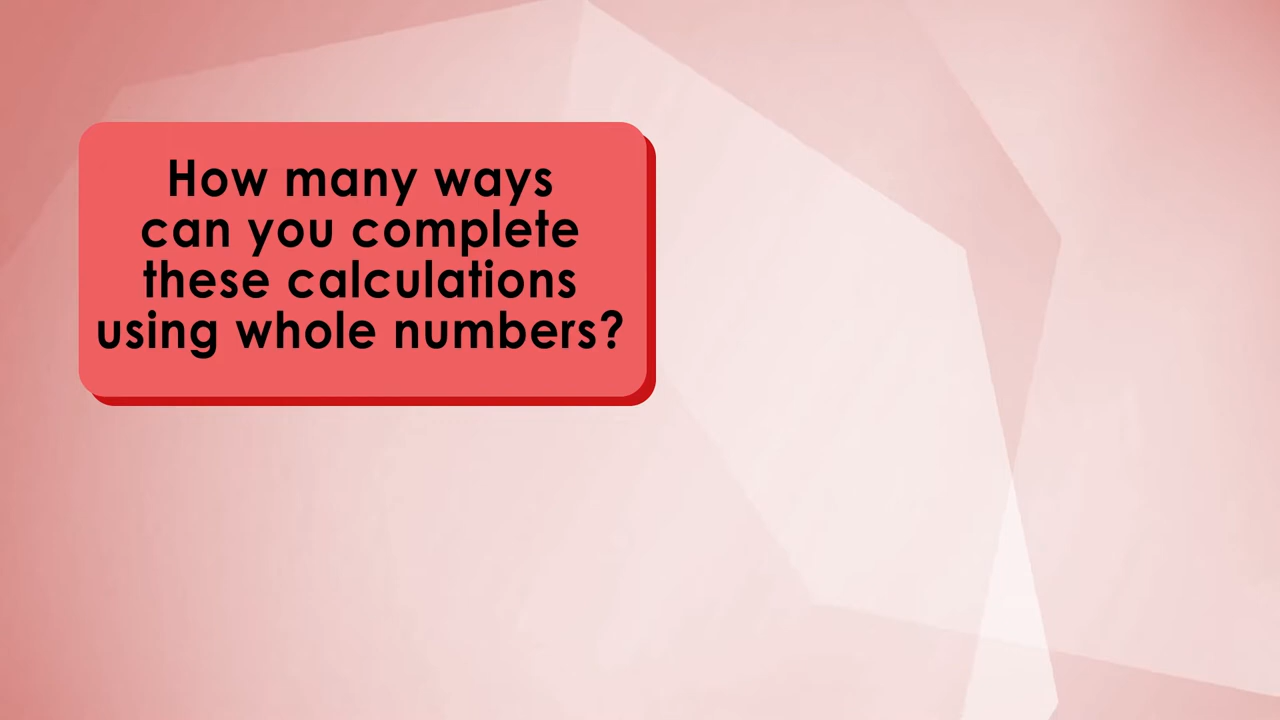 How many ways
can you complete
these calculations
using whole numbers?